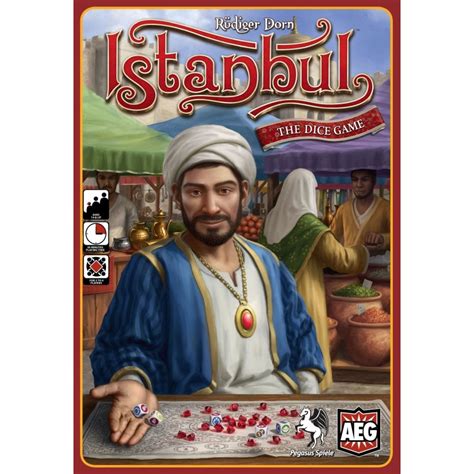 Rüdiger Dorn
Istanbul
THE DICE GAME
Pegasus Spiele
AEG